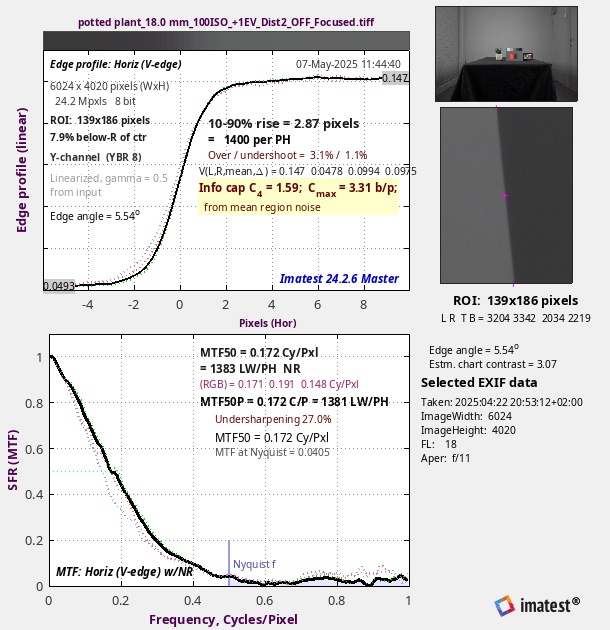 potted plant_18.0 mm_100ISO_+1EV_Dist2_OFF_Focused.tiff
Edge profile: Horiz (V-edge)
07-May-2025 11:44:40
0.147
6024 x 4020 pixels (WxH)
24.2 Mpxls 8 bit
ROI: 139x186 pixels
7.9% below-R of ctr
Y-channel (YBR 8)
Linearized, gamma = 0.5
from input
Edge angle = 5.54°
10-90% rise = 2.87 pixels
= 1400 per PH
Over / undershoot = 3.1% / 1.1%
V(L,R,mean,Δ) = 0.147 0.0478 0.0994 0.0975
Info cap C4 = 1.59; Cmax = 3.31 b/p;
from mean region noise
Imatest 24.2.6 Master
0.0493
Edge profile (linear)
-4 -2 0 2 4 6 8
Pixels (Hor)
ROI: 139x186 pixels
L R T B = 3204 3342 2034 2219
Edge angle = 5.54°
Estm. chart contrast = 3.07
Selected EXIF data
Taken: 2025:04:22 20:53:12+02:00
ImageWidth: 6024
ImageHeight: 4020
FL: 18
Aper: f/11
MTF50 = 0.172 Cy/Pxl
= 1383 LW/PH NR
(RGB) = 0.171 0.191 0.148 Cy/Pxl
MTF50P = 0.172 C/P = 1381 LW/PH
Undersharpening 27.0%
MTF50 = 0.172 Cy/Pxl
MTF at Nyquist = 0.0405
Nyquist f
MTF: Horiz (V-edge) w/NR
SFR (MTF)
1
0.8
0.6
0.4
0.2
0
0 0.2 0.4 0.6 0.8 1
Frequency, Cycles/Pixel
imatest®